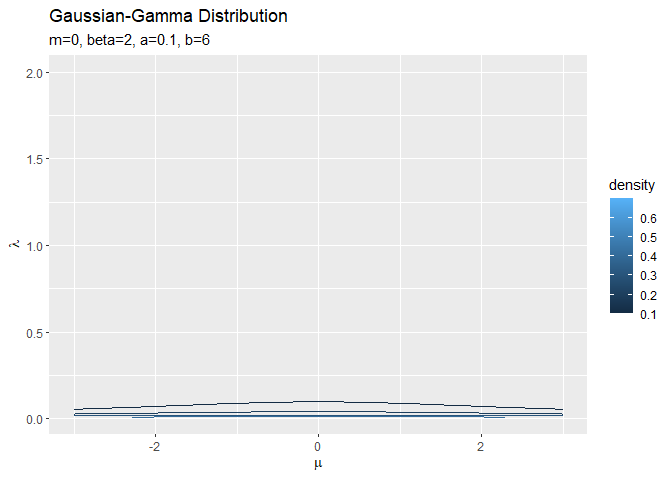 Gaussian-Gamma Distribution
m=0, beta=2, a=0.1, b=6
2.0
1.5
1.0
0.5
0.0
λ
-2
0
2
μ
density
0.6
0.5
0.4
0.3
0.2
0.1